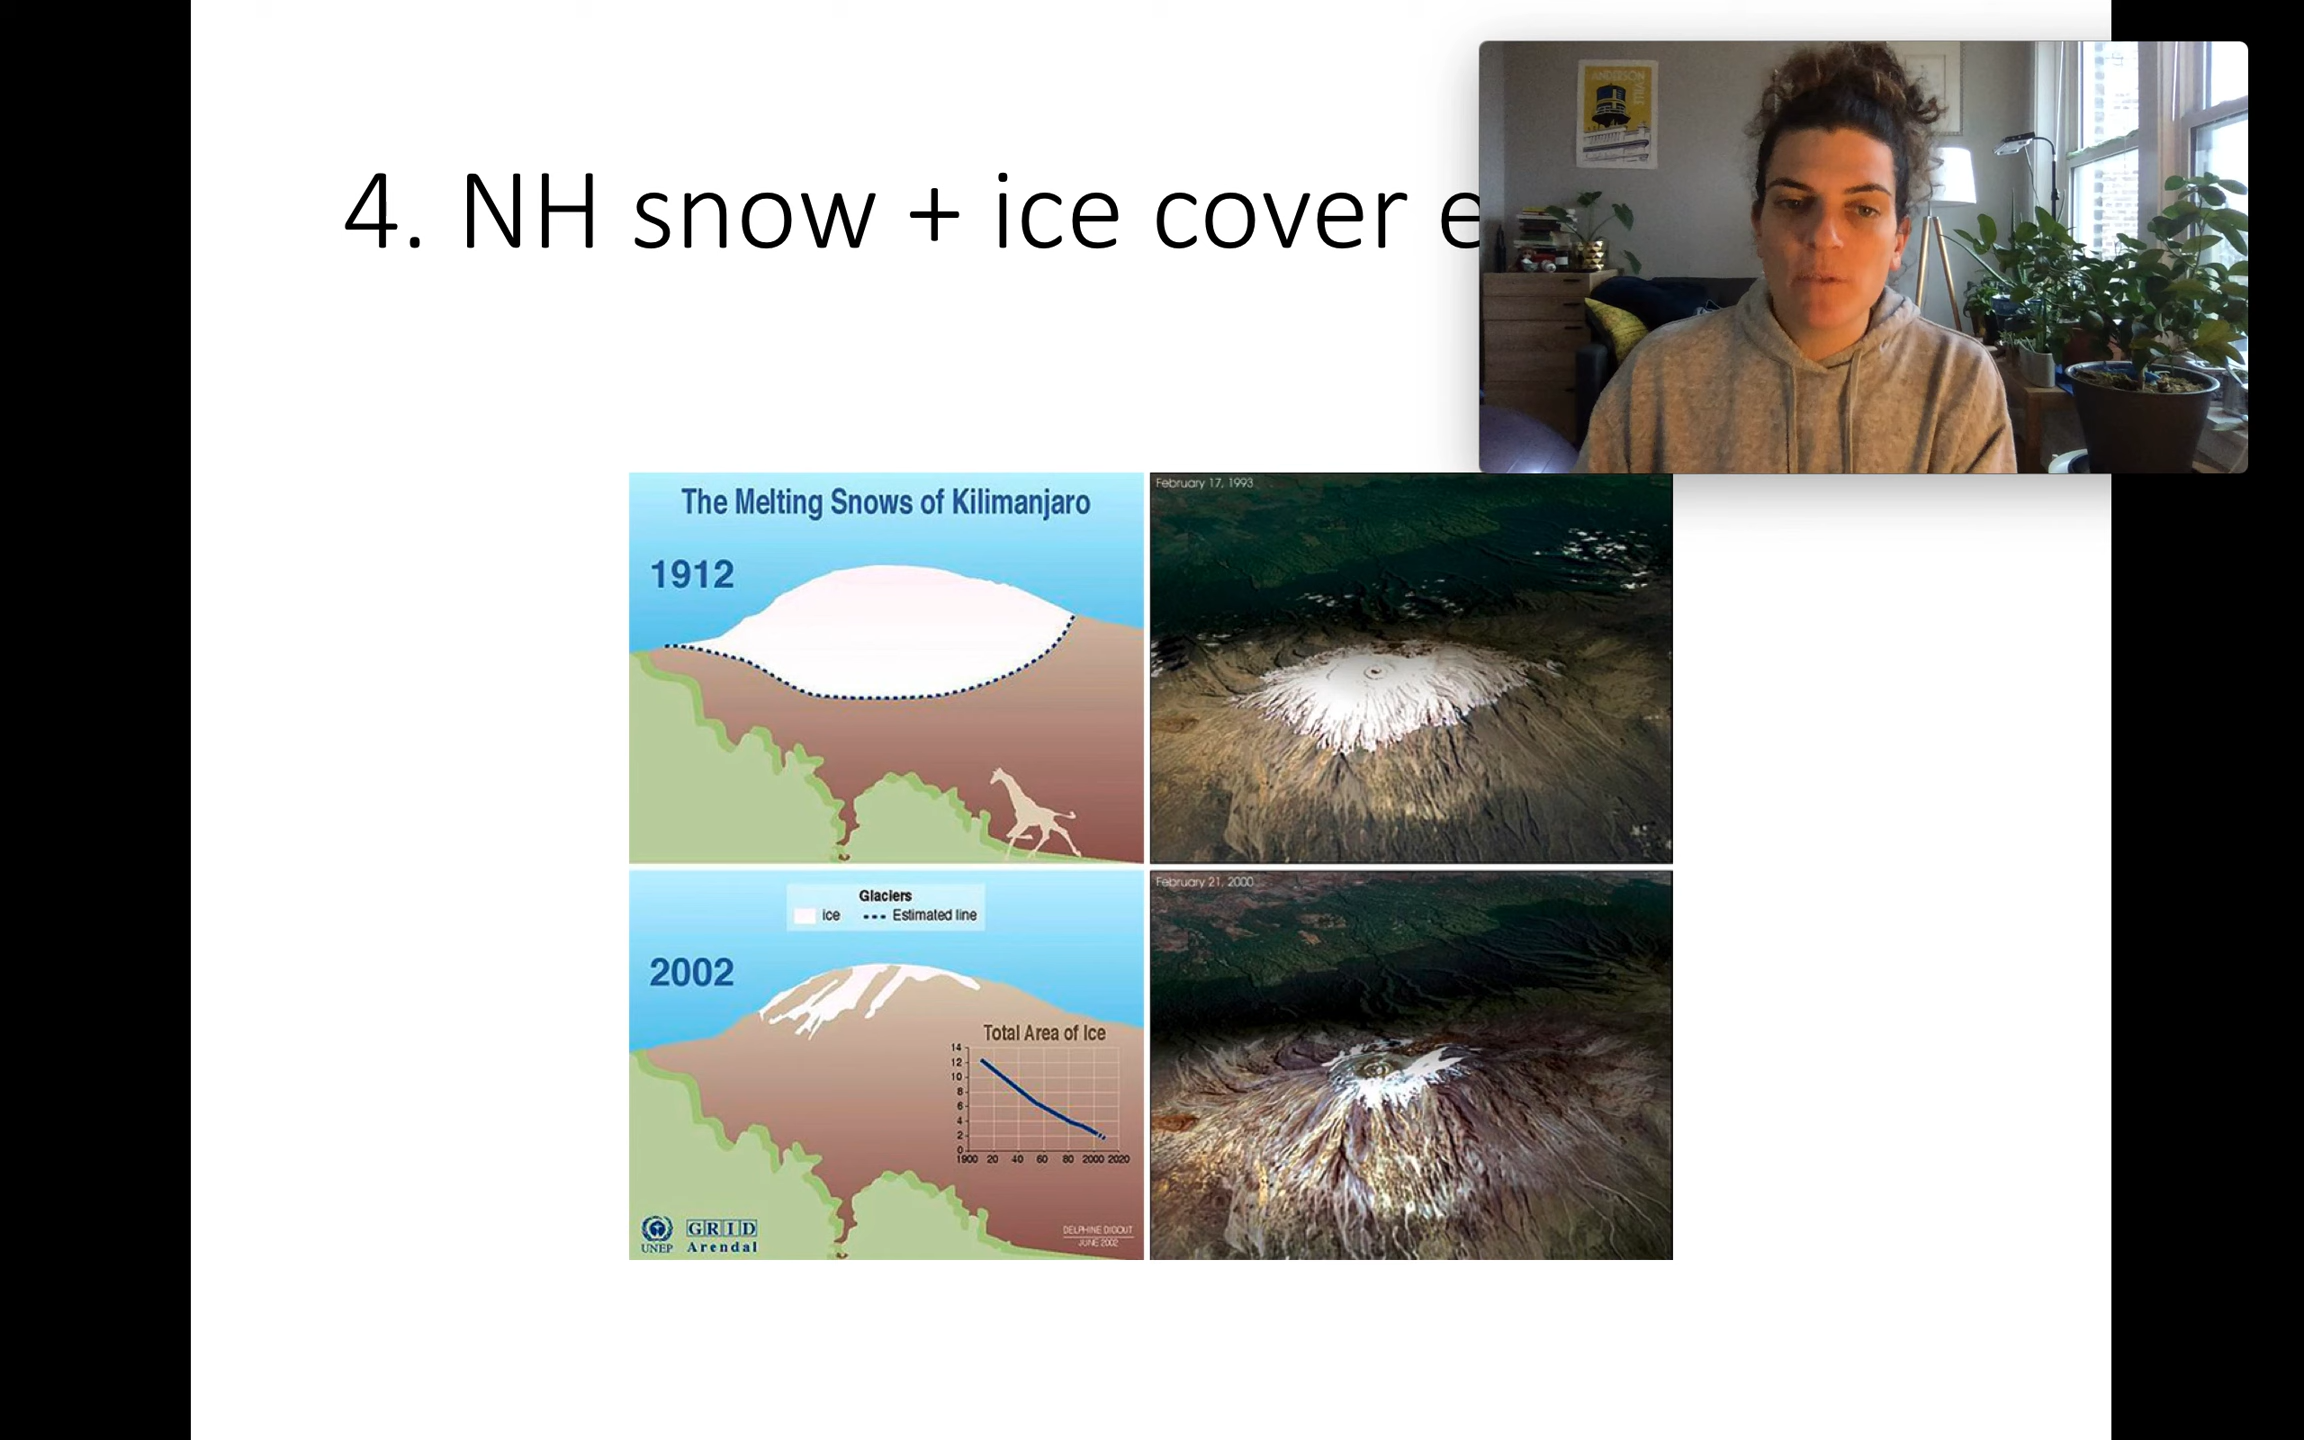 4. NH snow + ice cover e
ANDERSON
The Melting Snows of Kilimanjaro
1912
February 17, 1993
Glaciers
ice
Estimated line
2002
February 21, 2000
Total Area of Ice
14
12
10
8
6
4
2
0
1900 20 40 60 80 2000 2020
UNEP
GRID
Arendal
DELPHINE DIGOUT
JUNE 2002